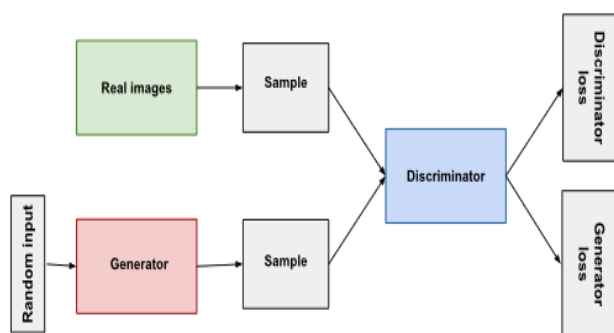 Real images
Sample
Discriminator
loss
Discriminator
Random input
Generator
Sample
Generator
loss